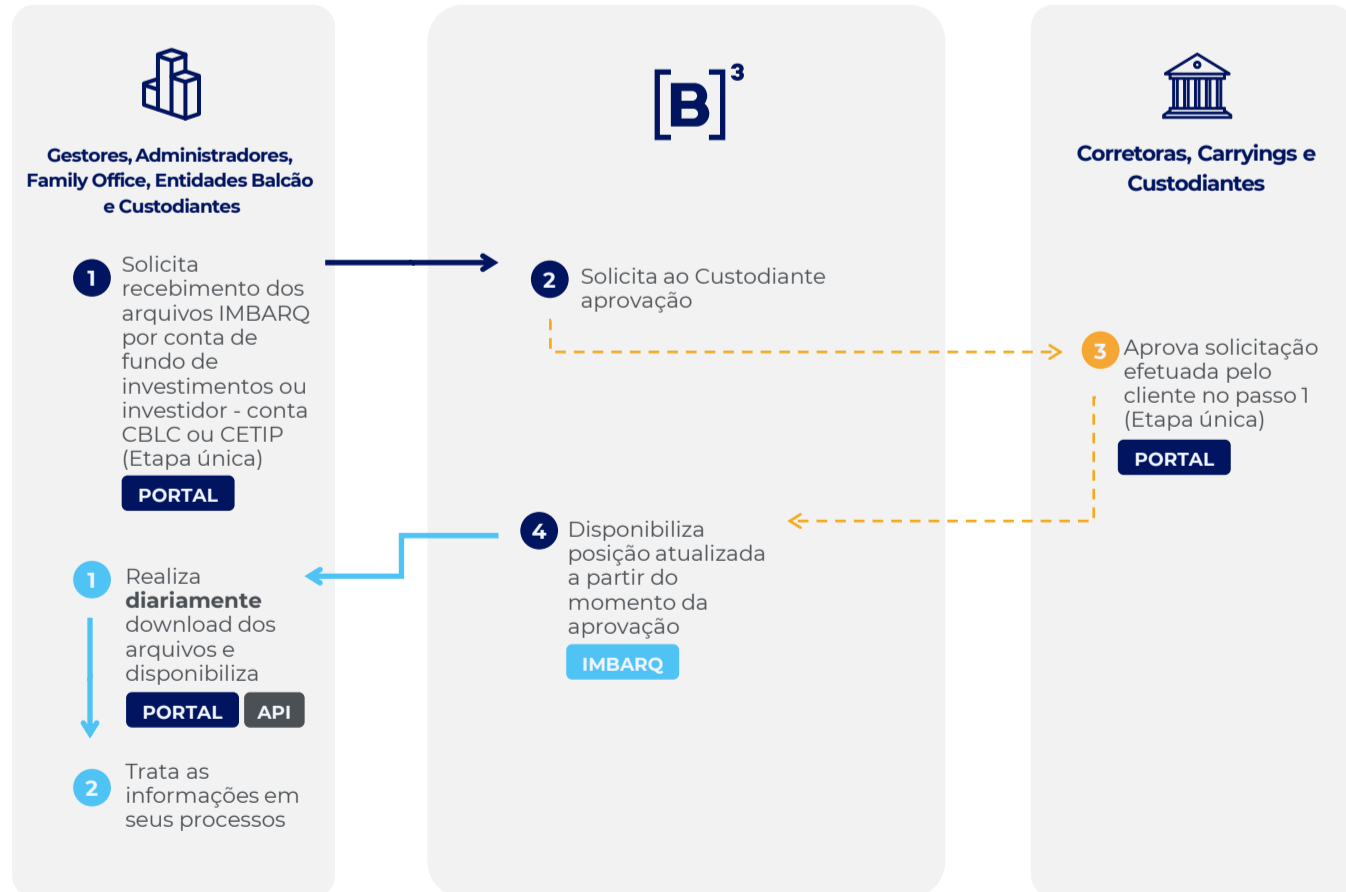 Gestores, Administradores,
Family Office, Entidades Balcão
e Custodiantes
1
Solicita
recebimento dos
arquivos IMBARQ
por conta de
fundo de
investimentos ou
investidor - conta
CBLC ou CETIP
(Etapa única)
PORTAL
1
Realiza
diariamente
download dos
arquivos e
disponibiliza
PORTAL API
2
Trata as
informações em
seus processos
[B]³
2
Solicita ao Custodiante
aprovação
4
Disponibiliza
posição atualizada
a partir do
momento da
aprovação
IMBARQ
Corretoras, Carryings e
Custodiantes
3
Aprova solicitação
efetuada pelo
cliente no passo 1
(Etapa única)
PORTAL